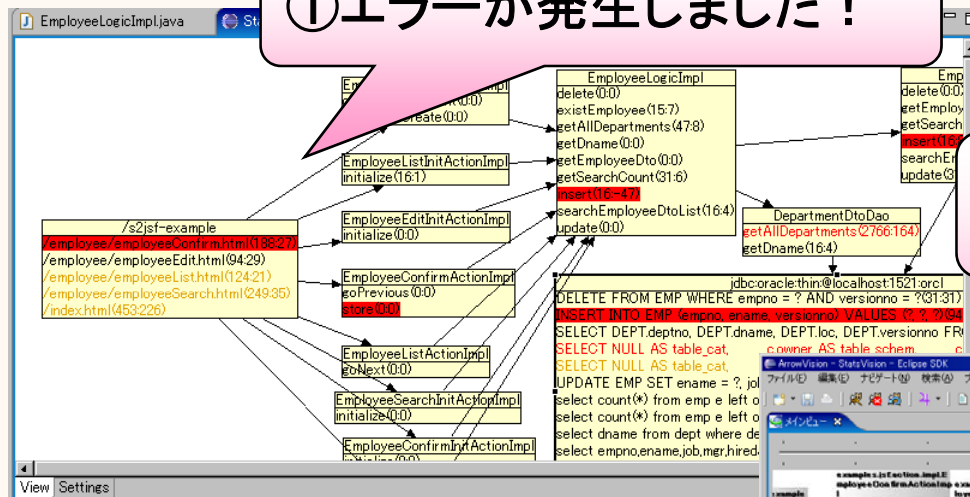 ①エラーが発生しました！
EmployeeLogicImpl.java
/s2jsf-example
/employee/employeeConfirm.html(188:27)
/employee/employeeEdit.html(94:29)
/employee/employeeList.html(124:21)
/employee/employeeSearch.html(249:35)
/index.html(453:226)
EmployeeListInitActionImpl
initialize(16:1)
EmployeeEditInitActionImpl
initialize(0:0)
EmployeeConfirmActionImpl
goPrevious(0:0)
store(0:0)
EmployeeListActionImpl
goNext(0:0)
EmployeeSearchInitActionImpl
initialize(0:0)
EmployeeConfirmInitActionImpl
EmployeeLogicImpl
delete(0:0)
existEmployee(15:7)
getAllDepartments(47:8)
getDname(0:0)
getEmployeeDto(0:0)
getSearchCount(31:6)
insert(16:-47)
searchEmployeeDtoList(16:4)
update(0:0)
Emp
delete(0:0)
getEmploy
getSearch
insert(16:
searchEr
update(3
DepartmentDtoDao
getAllDepartments(2766:164)
getDname(16:4)
jdbc:oracle:thin:@localhost:1521:orcl
DELETE FROM EMP WHERE empno = ? AND versionno = ?(31:31)
INSERT INTO EMP (empno, ename, versionno) VALUES (?, ?, ?)(94
SELECT DEPT.deptno, DEPT.dname, DEPT.loc, DEPT.versionno FR
SELECT NULL AS table_cat, c.owner AS table_schem, c
SELECT NULL AS table_cat,
UPDATE EMP SET ename = ?, jo
select count(*) from emp e left o
select count(*) from emp e left o
select dname from dept where de
select empno,ename,job,mgr,hired
View Settings
ArrowVision - StatsVision - Eclipse SDK
ファイル(F) 編集(E) ナビゲート(N) 検索(A)
メインビュー